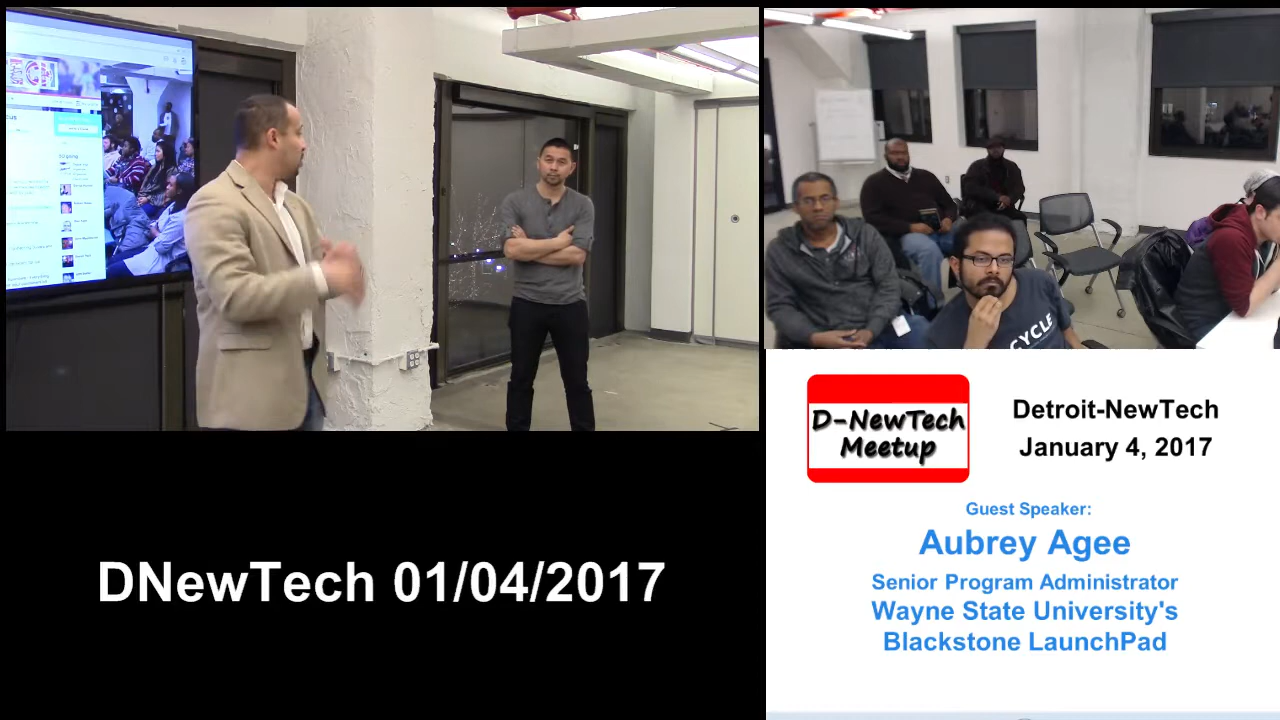 CYCLE
D-NewTech
Meetup
Detroit-NewTech
January 4, 2017
Guest Speaker:
Aubrey Agee
Senior Program Administrator
Wayne State University's
Blackstone LaunchPad
DNewTech 01/04/2017